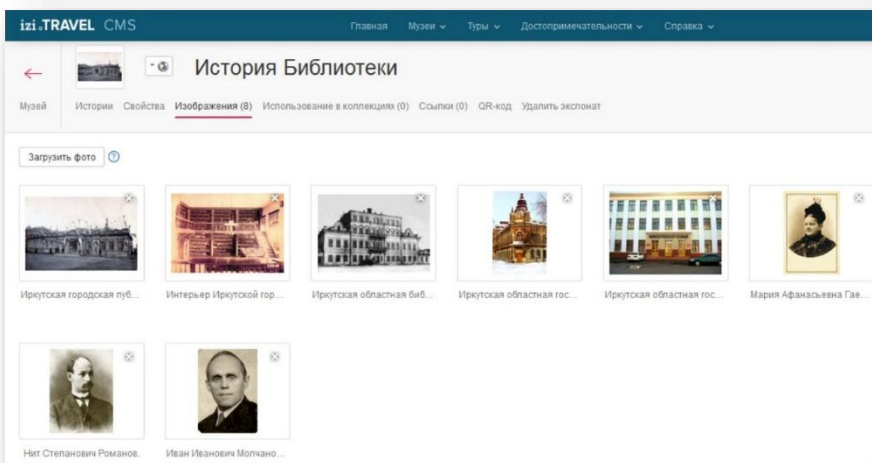 izi.TRAVEL CMS Главная Музеи Туры Достопримечательности Справка
История Библиотеки
Музей Истории Свойства Изображения (8) Использование в коллекциях (0) Ссылки (0) QR-код Удалить экспонат
Загрузить фото ?
Иркутская городская пуб... Интерьер Иркутской гор... Иркутская областная биб... Иркутская областная гос... Иркутская областная гос... Мария Афанасьевна Гае...
Нит Степанович Романов. Иван Иванович Молчано...